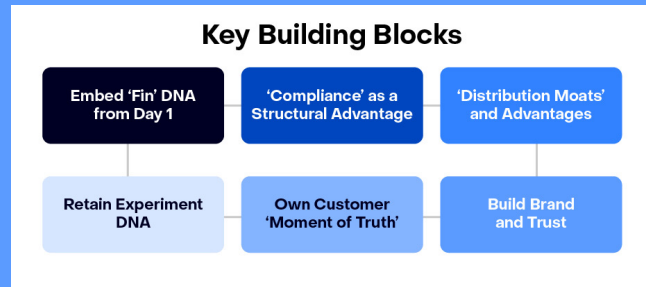 Key Building Blocks
Embed ‘Fin’ DNA
from Day 1
‘Compliance’ as a
Structural Advantage
‘Distribution Moats’
and Advantages
Retain Experiment
DNA
Own Customer
‘Moment of Truth’
Build Brand
and Trust